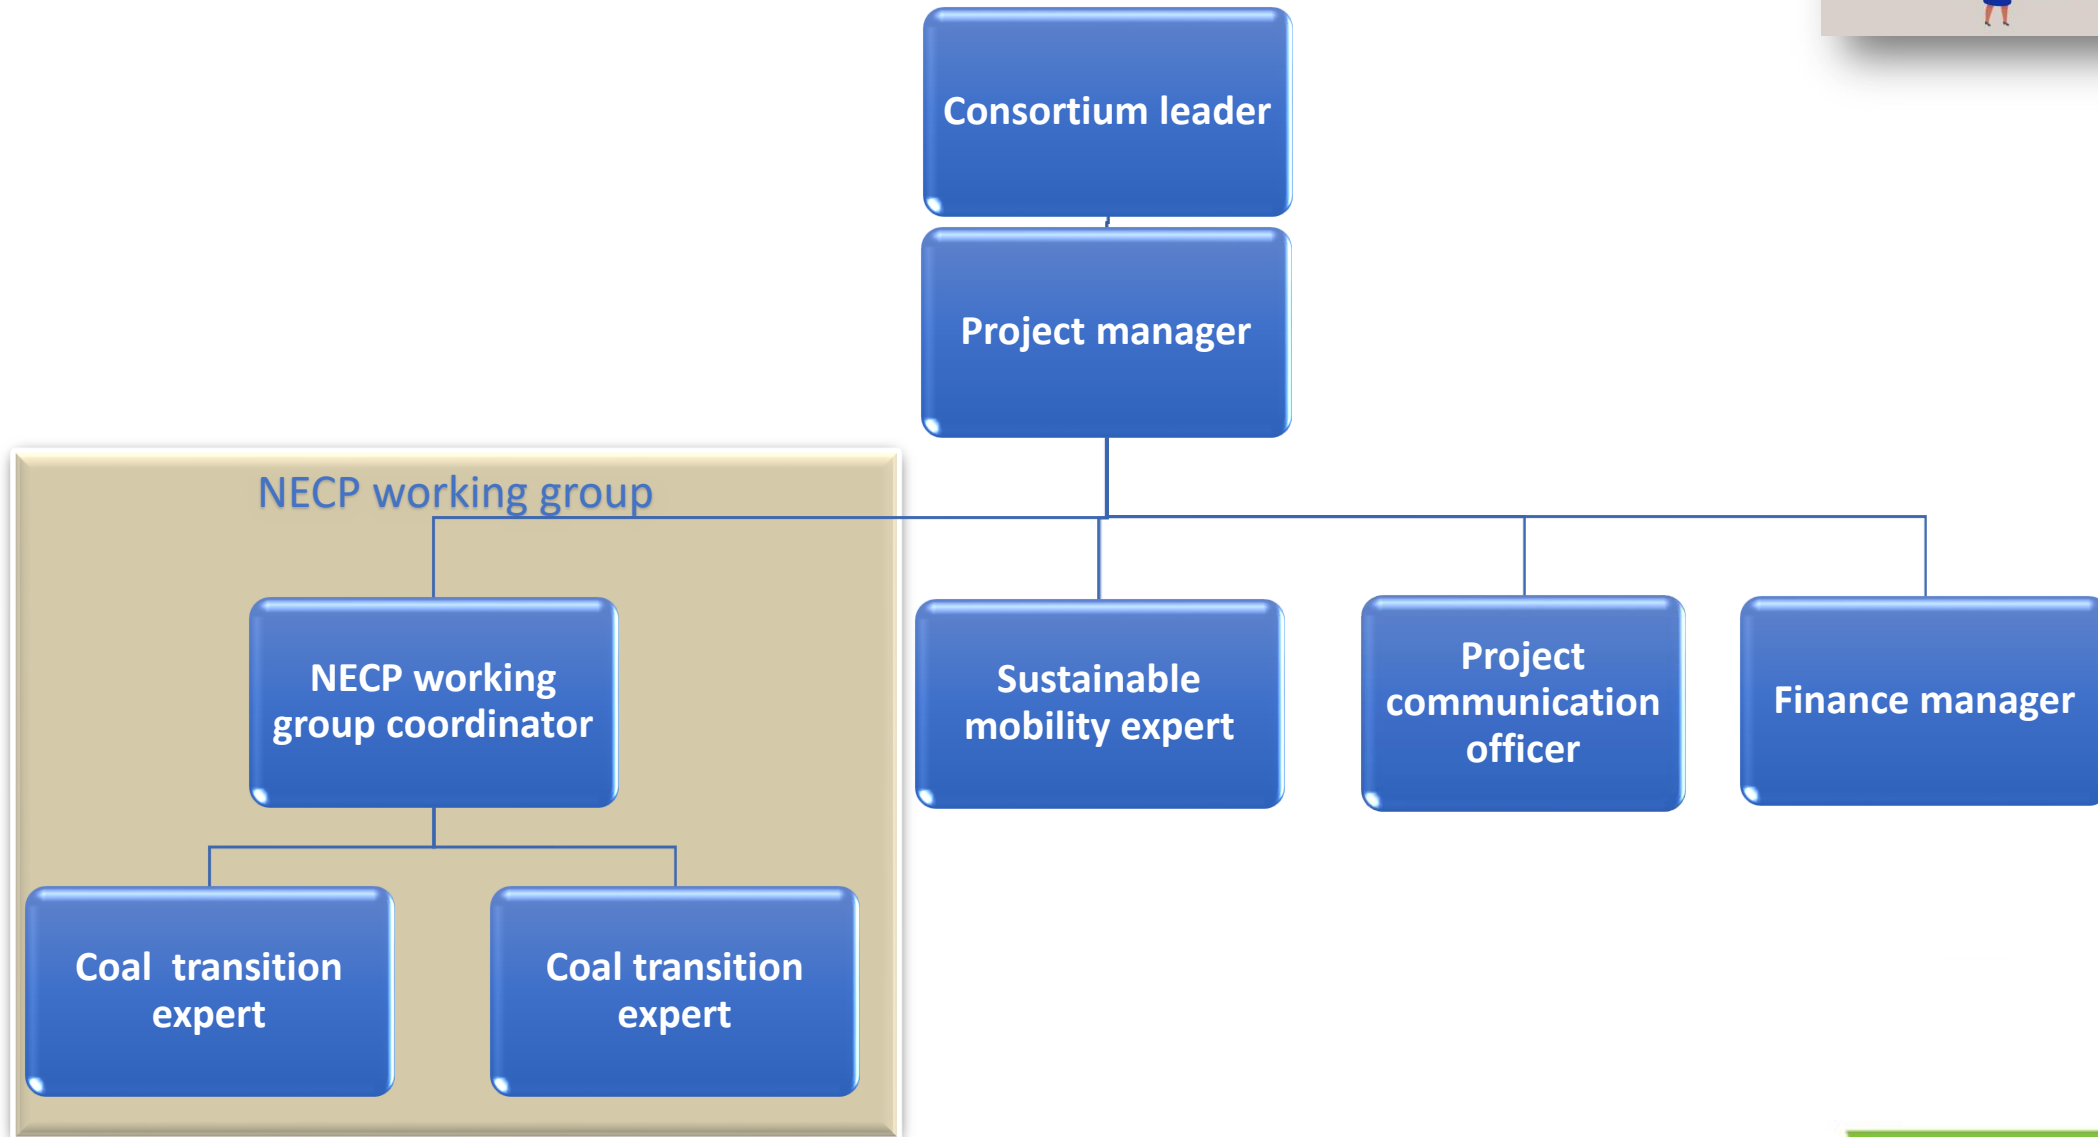 Consortium leader
Project manager
NECP working group
NECP working
group coordinator
Sustainable
mobility expert
Project
communication
officer
Finance manager
Coal transition
expert
Coal transition
expert